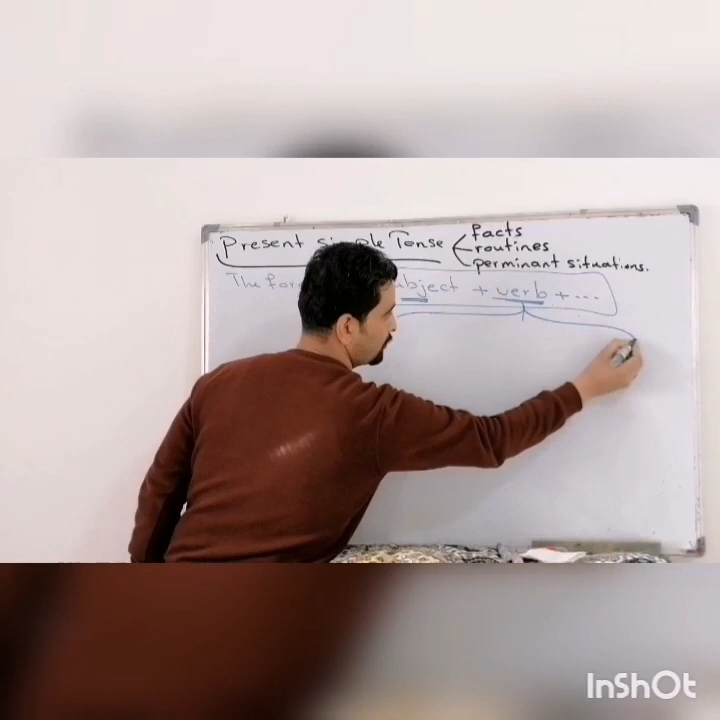 Present Tense
facts
routines
perminant situations.
The + verb + ...
InShOt